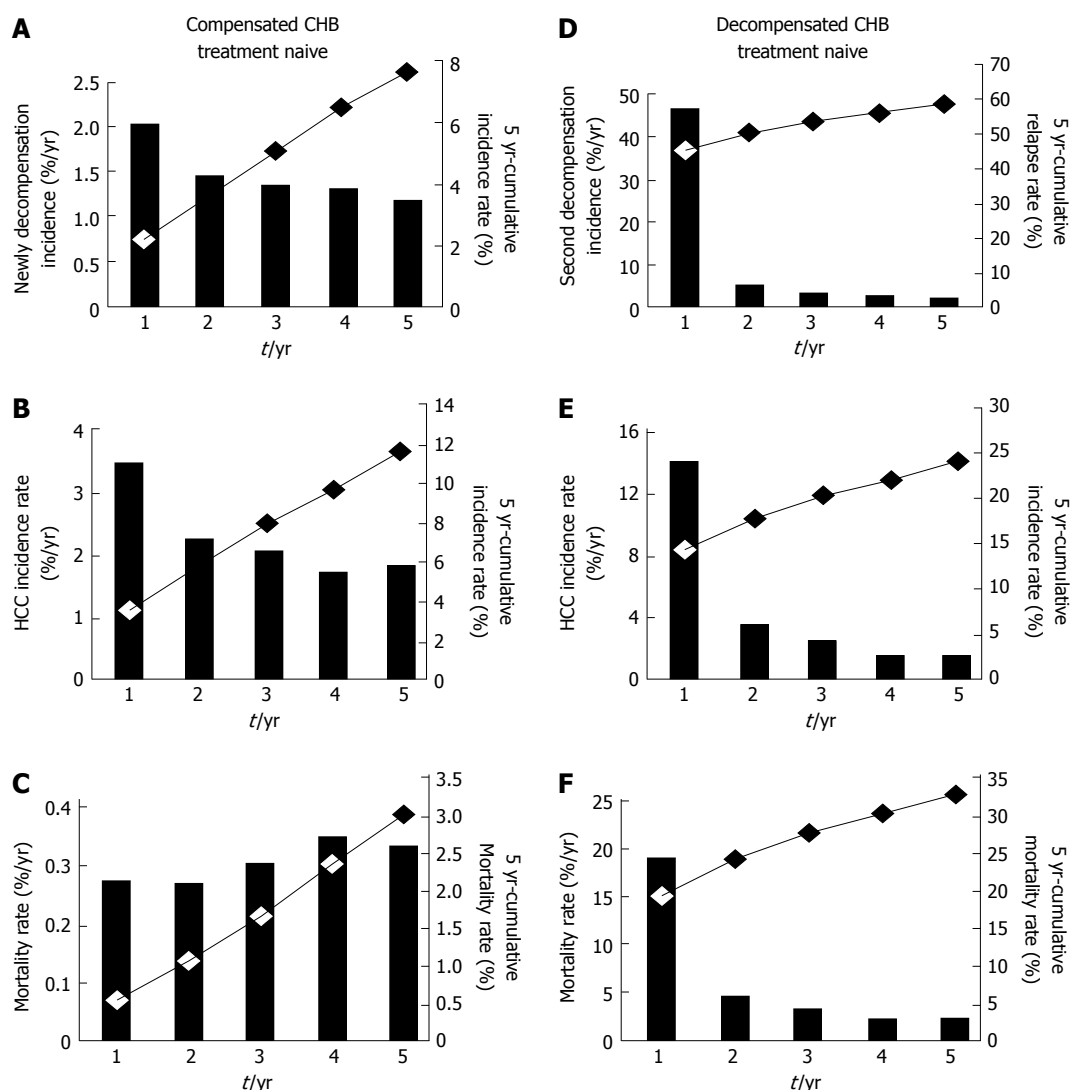 A
Compensated CHB
treatment naive
Newly decompensation
incidence (%/yr)
2.5
2.0
1.5
1.0
0.5
0
8
6
4
2
0
5 yr-cumulative
incidence rate (%)
1 2 3 4 5
t/yr
B
HCC incidence rate
(%/yr)
4
3
2
1
0
14
12
10
8
6
4
2
0
5 yr-cumulative
incidence rate (%)
1 2 3 4 5
t/yr
C
Mortality rate (%/yr)
0.4
0.3
0.2
0.1
0
3.5
3.0
2.5
2.0
1.5
1.0
0.5
0
5 yr-cumulative
Mortality rate (%)
1 2 3 4 5
t/yr
D
Decompensated CHB
treatment naive
Second decompensation
incidence (%/yr)
50
40
30
20
10
0
70
60
50
40
30
20
10
0
5 yr-cumulative
relapse rate (%)
1 2 3 4 5
t/yr
E
HCC incidence rate
(%/yr)
16
12
8
4
0
30
25
20
15
10
5
0
5 yr-cumulative
incidence rate (%)
1 2 3 4 5
t/yr
F
Mortality rate (%/yr)
25
20
15
10
5
0
35
30
25
20
15
10
5
0
5 yr-cumulative
mortality rate (%)
1 2 3 4 5
t/yr